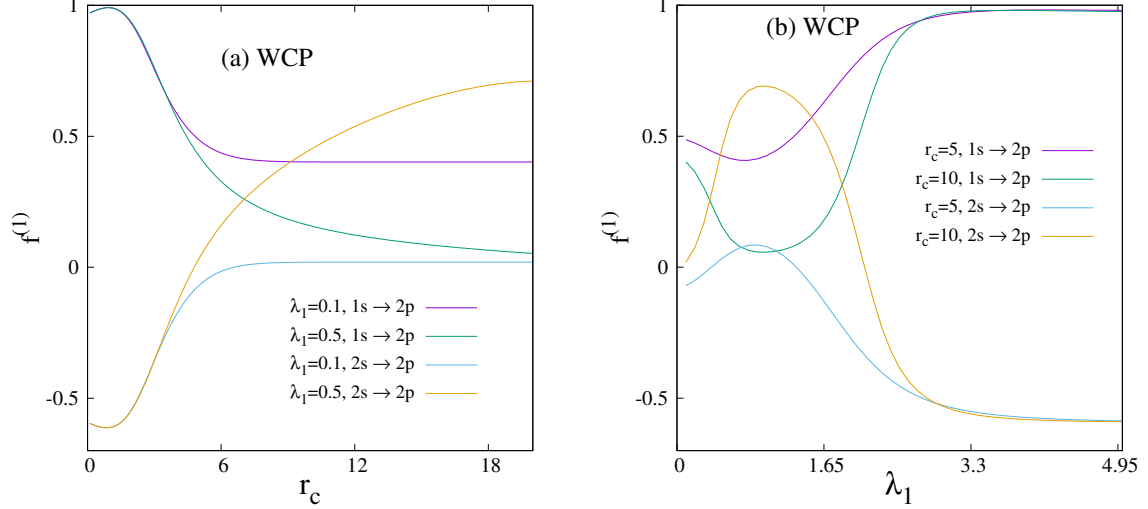 (a) WCP
f(1)
1
0.5
0
-0.5
λ1=0.1, 1s → 2p
λ1=0.5, 1s → 2p
λ1=0.1, 2s → 2p
λ1=0.5, 2s → 2p
0 6 12 18
rc
(b) WCP
f(1)
1
0.5
0
-0.5
rc=5, 1s → 2p
rc=10, 1s → 2p
rc=5, 2s → 2p
rc=10, 2s → 2p
0 1.65 3.3 4.95
λ1